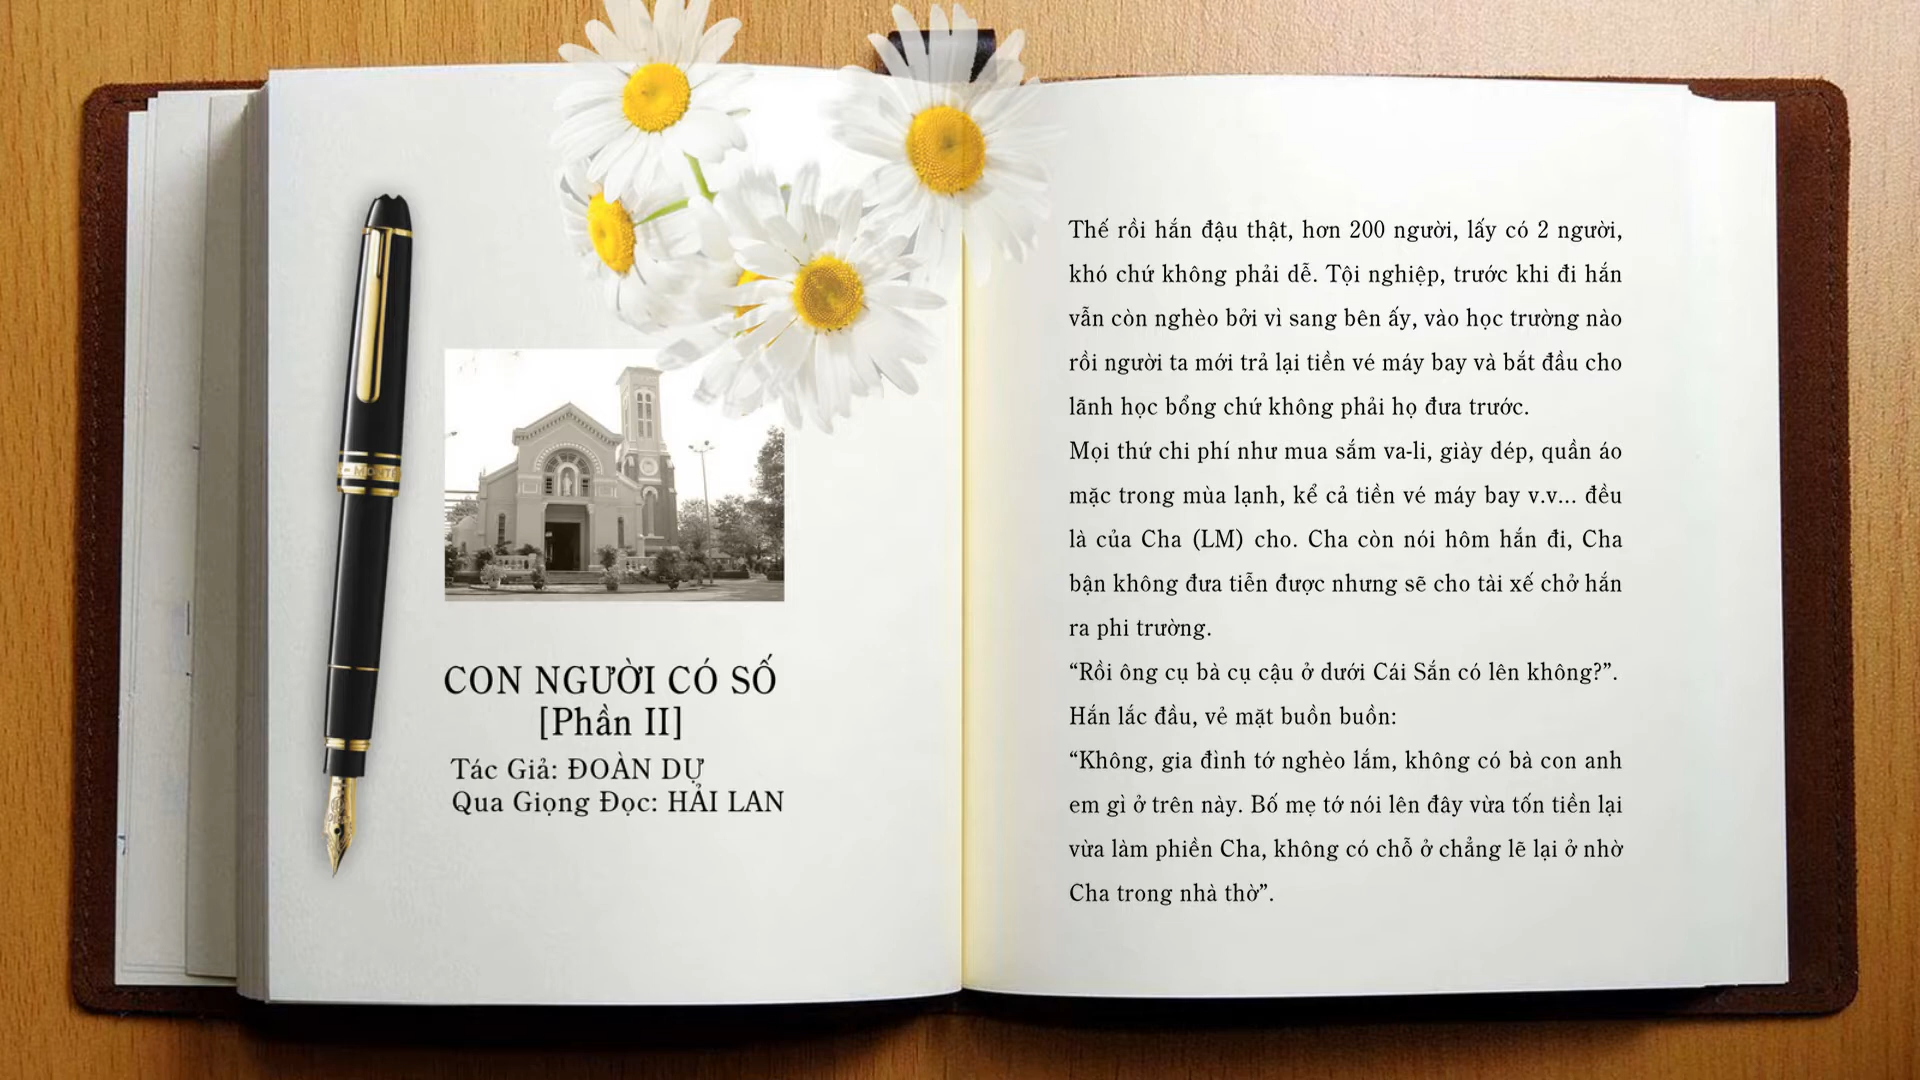 MONT
CON NGƯỜI CÓ SỐ
[Phần II]
Tác Giả: ĐOÀN DỰ
Qua Giọng Đọc: HẢI LAN
Thế rồi hắn đậu thật, hơn 200 người, lấy có 2 người,
khó chứ không phải dễ. Tội nghiệp, trước khi đi hắn
vẫn còn nghèo bởi vì sang bên ấy, vào học trường nào
rồi người ta mới trả lại tiền vé máy bay và bắt đầu cho
lãnh học bổng chứ không phải họ đưa trước.
Mọi thứ chi phí như mua sắm va-li, giày dép, quần áo
mặc trong mùa lạnh, kể cả tiền vé máy bay v.v... đều
là của Cha (LM) cho. Cha còn nói hôm hắn đi, Cha
bận không đưa tiễn được nhưng sẽ cho tài xế chở hắn
ra phi trường.
“Rồi ông cụ bà cụ cậu ở dưới Cái Sắn có lên không?”.
Hắn lắc đầu, vẻ mặt buồn buồn:
“Không, gia đình tớ nghèo lắm, không có bà con anh
em gì ở trên này. Bố mẹ tớ nói lên đây vừa tốn tiền lại
vừa làm phiền Cha, không có chỗ ở chẳng lẽ lại ở nhờ
Cha trong nhà thờ”.